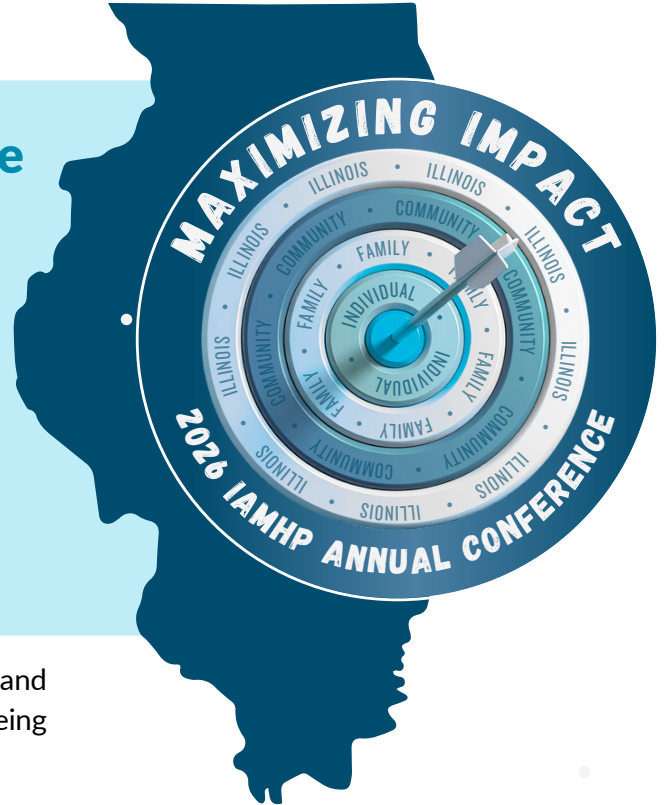 e
MAXIMIZING IMPACT
ILLINOIS • ILLINOIS • ILLINOIS • ILLINOIS • ILLINOIS • ILLINOIS • ILLINOIS • ILLINOIS • ILLINOIS •
COMMUNITY • COMMUNITY • COMMUNITY • COMMUNITY • COMMUNITY • COMMUNITY •
FAMILY • FAMILY • FAMILY • FAMILY • FAMILY •
INDIVIDUAL • INDIVIDUAL •
2026 IAMHP ANNUAL CONFERENCE
and
eing